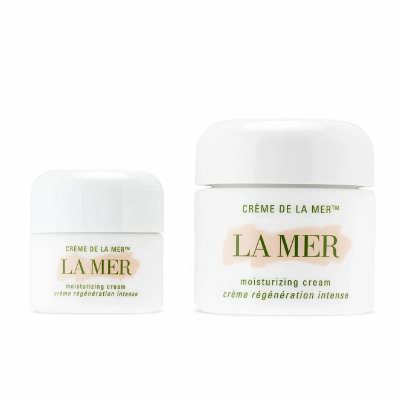 CRÈME DE LA MER™
LA MER
moisturizing cream
crème régénération intense
CRÈME DE LA MER™
LA MER
moisturizing cream
crème régénération intense